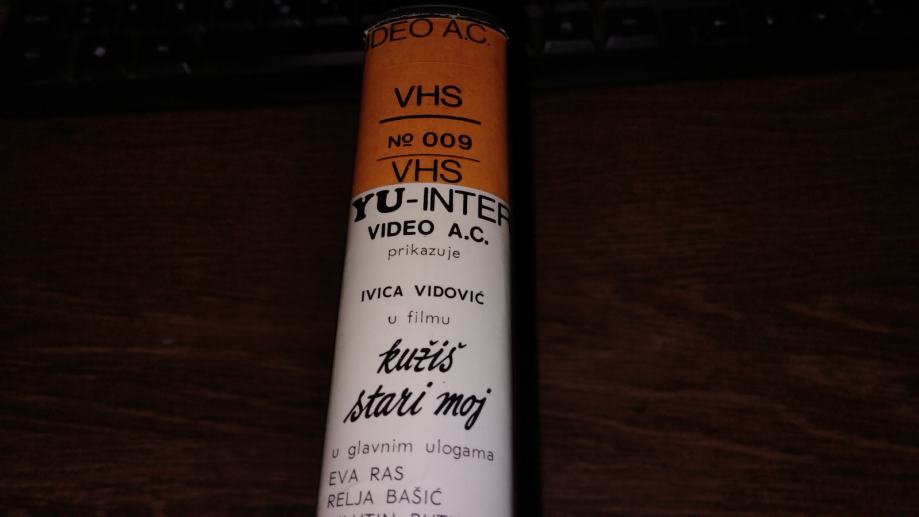 VIDEO A.C.
VHS
№ 009
VHS
YU-INTER
VIDEO A.C.
prikazuje
IVICA VIDOVIĆ
u filmu
kužiš
stari moj
u glavnim ulogama
EVA RAS
RELJA BAŠIĆ